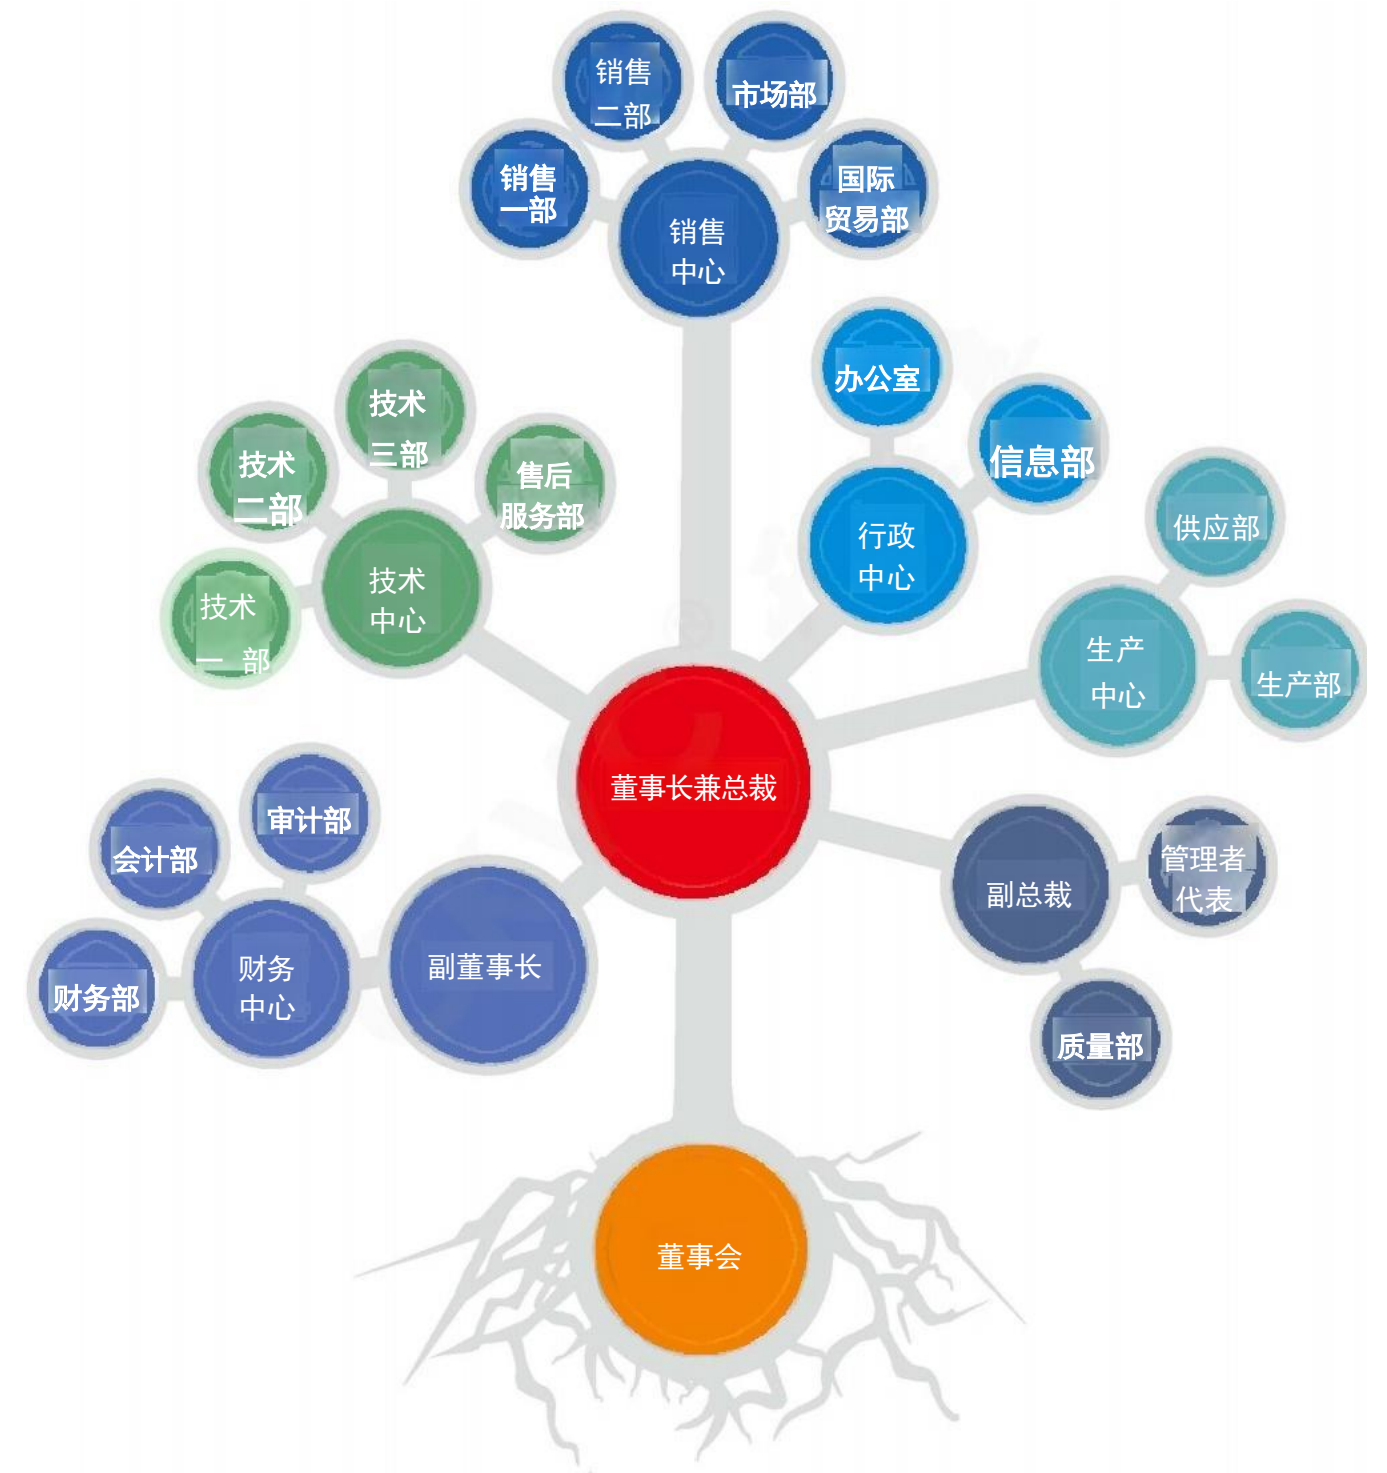 销售
二部
市场部
销售
一部
国际
贸易部
销售
中心
办公室
信息部
技术
三部
技术
二部
售后
服务部
行政
中心
供应部
技术
中心
技术
一 部
生产
中心
生产部
董事长兼总裁
审计部
会计部
管理者
代表
副总裁
财务
中心
副董事长
财务部
质量部
董事会